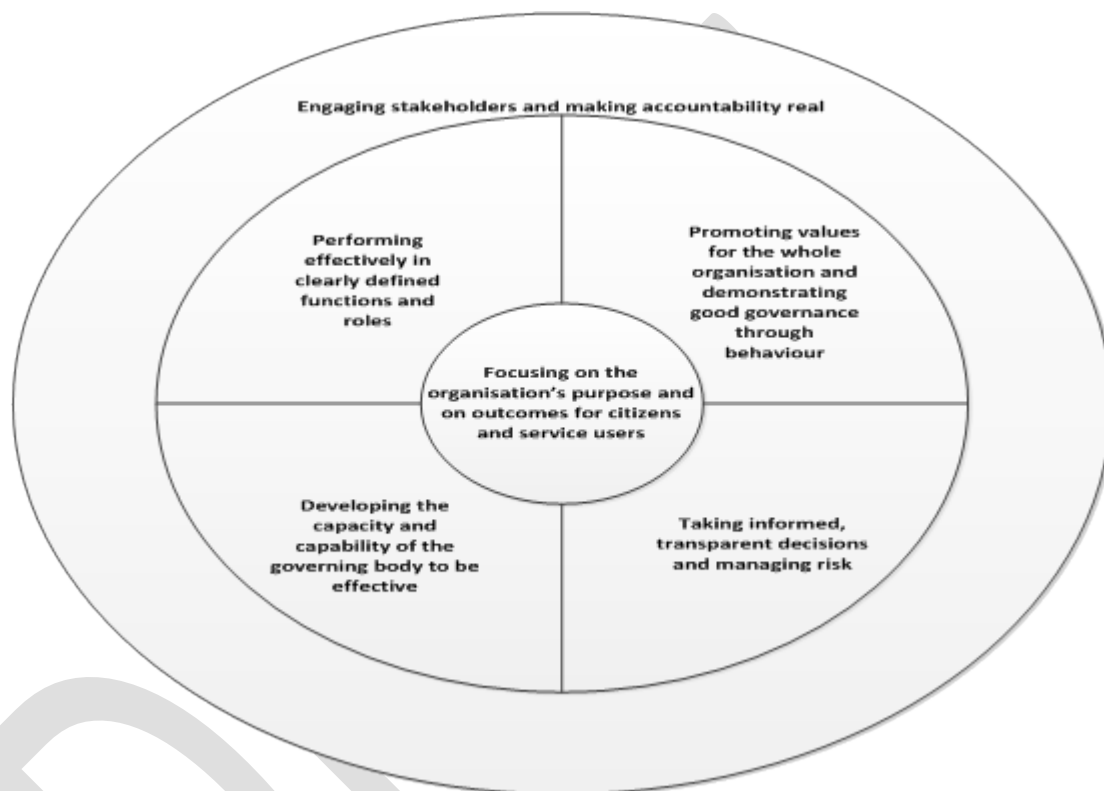 Engaging stakeholders and making accountability real
Performing
effectively in
clearly defined
functions and
roles
Promoting values
for the whole
organisation and
demonstrating
good governance
through
behaviour
Focusing on the
organisation's purpose and
on outcomes for citizens
and service users
Developing the
capacity and
capability of the
governing body to be
effective
Taking informed,
transparent decisions
and managing risk